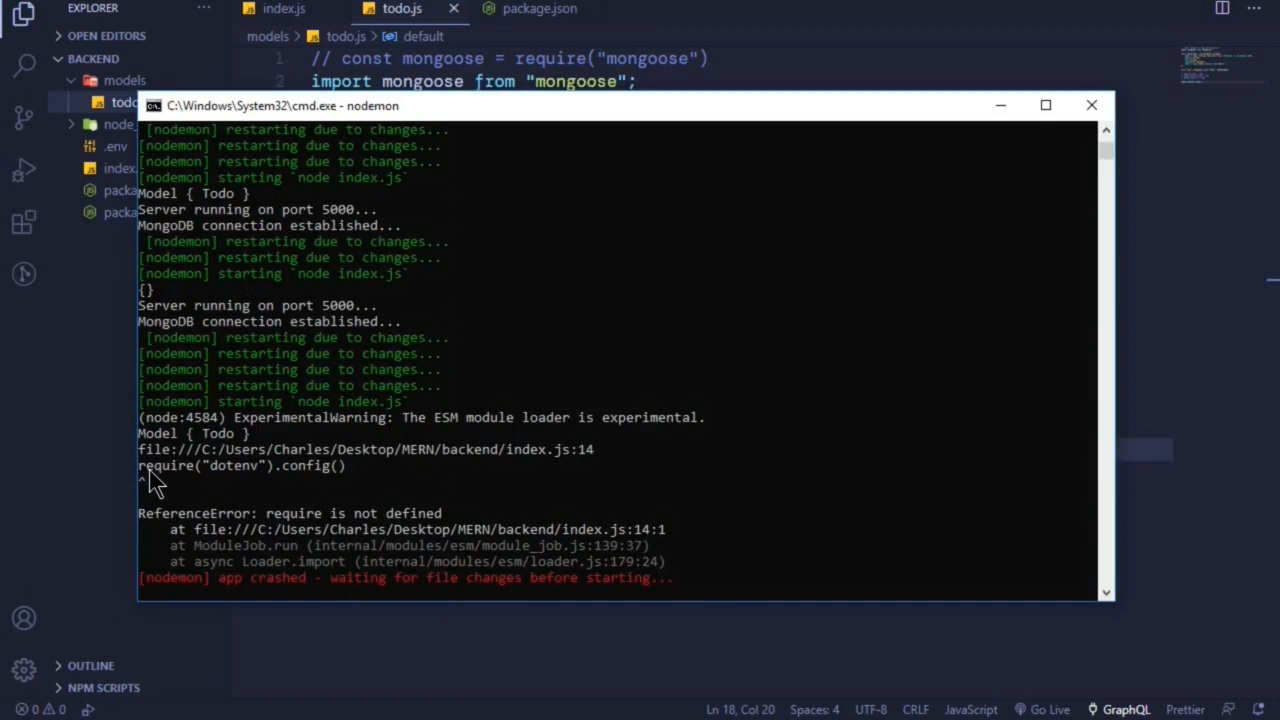 EXPLORER
...
index.js
todo.js
package.json
...
OPEN EDITORS
models > todo.js > default
BACKEND
models
todo
node_
.env
index.
packa
packa
1 // const mongoose = require("mongoose")
2 import mongoose from "mongoose";
C:\Windows\System32\cmd.exe - nodemon
[nodemon] restarting due to changes...
[nodemon] restarting due to changes...
[nodemon] restarting due to changes...
[nodemon] starting `node index.js`
Model { Todo }
Server running on port 5000...
MongoDB connection established...
[nodemon] restarting due to changes...
[nodemon] restarting due to changes...
[nodemon] starting `node index.js`
{}
Server running on port 5000...
MongoDB connection established...
[nodemon] restarting due to changes...
[nodemon] restarting due to changes...
[nodemon] restarting due to changes...
[nodemon] restarting due to changes...
[nodemon] starting `node index.js`
(node:4584) ExperimentalWarning: The ESM module loader is experimental.
Model { Todo }
file:///C:/Users/Charles/Desktop/MERN/backend/index.js:14
require("dotenv").config()
^
ReferenceError: require is not defined
at file:///C:/Users/Charles/Desktop/MERN/backend/index.js:14:1
at ModuleJob.run (internal/modules/esm/module_job.js:139:37)
at async Loader.import (internal/modules/esm/loader.js:179:24)
[nodemon] app crashed - waiting for file changes before starting...
OUTLINE
NPM SCRIPTS
0 0
Ln 18, Col 20
Spaces: 4
UTF-8
CRLF
JavaScript
Go Live
GraphQL
Prettier